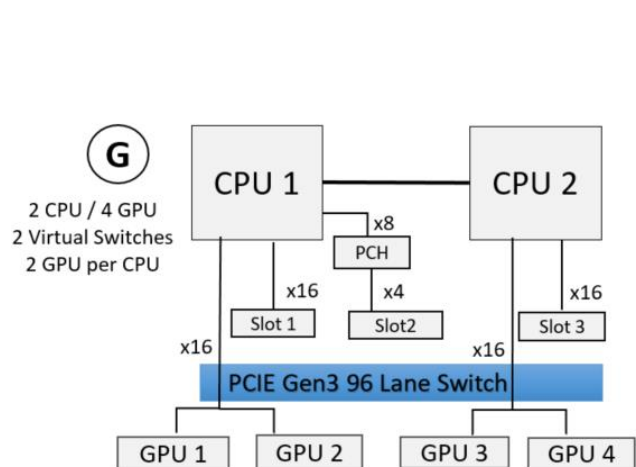 G
2 CPU / 4 GPU
2 Virtual Switches
2 GPU per CPU
CPU 1
CPU 2
x8
PCH
x16
x4
x16
Slot 1
Slot2
Slot 3
x16
x16
PCIE Gen3 96 Lane Switch
GPU 1
GPU 2
GPU 3
GPU 4